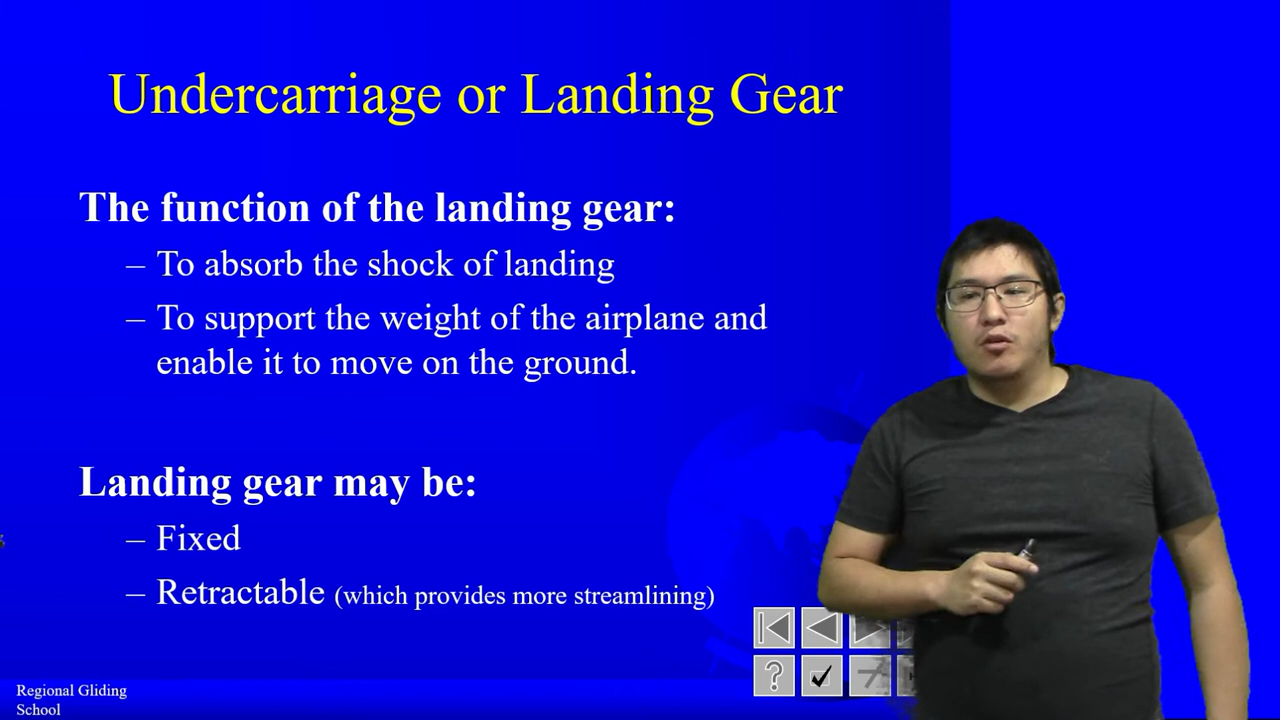 Undercarriage or Landing Gear
The function of the landing gear:
– To absorb the shock of landing
– To support the weight of the airplane and
enable it to move on the ground.
Landing gear may be:
– Fixed
– Retractable (which provides more streamlining)
?
Regional Gliding
School